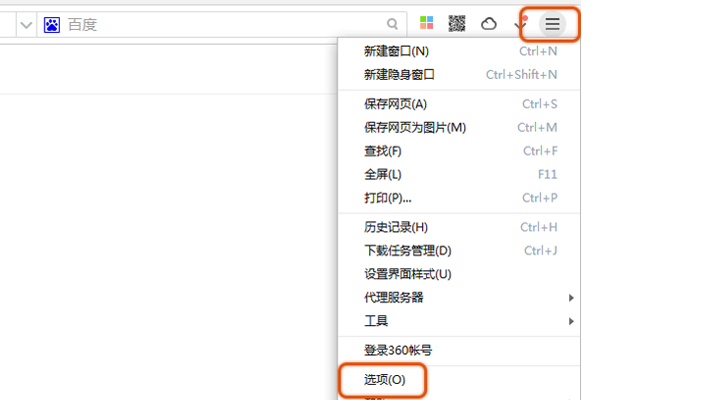 百度
新建窗口(N) Ctrl+N
新建隐身窗口 Ctrl+Shift+N
保存网页(A) Ctrl+S
保存网页为图片(M) Ctrl+M
查找(F) Ctrl+F
全屏(L) F11
打印(P)... Ctrl+P
历史记录(H) Ctrl+H
下载任务管理(D) Ctrl+J
设置界面样式(U)
代理服务器
工具
登录360帐号
选项(O)